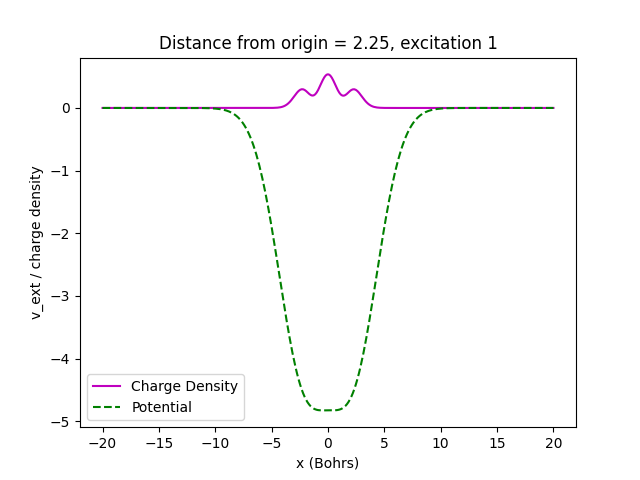 Distance from origin = 2.25, excitation 1
v_ext / charge density
0
−1
−2
−3
−4
−5
Charge Density
Potential
−20 −15 −10 −5 0 5 10 15 20
x (Bohrs)